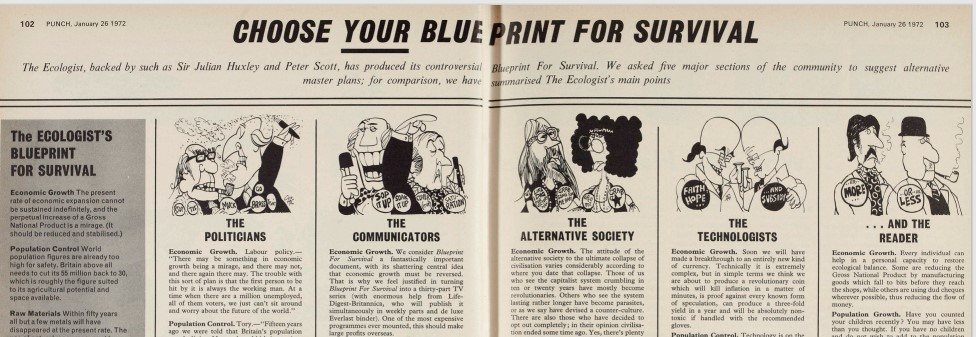 102 PUNCH, January 26 1972
PUNCH, January 26 1972 103
CHOOSE YOUR BLUEPRINT FOR SURVIVAL
The Ecologist, backed by such as Sir Julian Huxley and Peter Scott, has produced its controversial Blueprint For Survival. We asked five major sections of the community to suggest alternative
master plans; for comparison, we have summarised The Ecologist's main points
The ECOLOGIST'S
BLUEPRINT
FOR SURVIVAL
Economic Growth The present
rate of economic expansion cannot
be sustained indefinitely, and the
perpetual increase of a Gross
National Product is a mirage. (It
should be reduced and stabilised.)
Population Control World
population figures are already too
high for safety. Britain above all
needs to cut its 55 million back to 30,
which is roughly the figure suited
to its agricultural potential and
space available.
Raw Materials Within fifty years
all but a few metals will have
disappeared at the present rate. The
THE
POLITICIANS
Economic Growth. Labour policy.—
"There may be something in economic
growth being a mirage, and there may not,
and there again there may. The trouble with
this sort of plan is that the first person to be
hit by it is always the working man. At a
time when there are a million unemployed,
all of them voters, we just can't sit around
and worry about the future of the world."
Population Control. Tory.—"Fifteen years
ago we were told that Britain's population
SOP
IT UP
THE
COMMUNICATORS
Economic Growth. We consider Blueprint
For Survival a fantastically important
document, with its shattering central idea
that economic growth must be reversed.
That is why we feel justified in turning
Blueprint For Survival into a thirty-part TV
series (with enormous help from Life-
Digest-Britannica, who will publish it
simultaneously in weekly parts and de luxe
Everlast binder). One of the most expensive
programmes ever mounted, this should make
large profits overseas.
THE
ALTERNATIVE SOCIETY
Economic Growth. The attitude of the
alternative society to the ultimate collapse of
civilisation varies considerably according to
where you date that collapse. Those of us
who see the capitalist system crumbling in
ten or twenty years have mostly become
revolutionaries. Others who see the system
lasting rather longer have become parasites,
or as we say have devised a counter-culture.
There are also those who have decided to
opt out completely; in their opinion civilisa-
tion ended some time ago. Yes, there's plenty
FAITH
HOPE...
...AND
SUBSIDY
THE
TECHNOLOGISTS
Economic Growth. Soon we will have
made a breakthrough to an entirely new kind
of currency. Technically it is extremely
complex, but in simple terms we think we
are about to produce a revolutionary coin
which will kill inflation in a matter of
minutes, is proof against every known form
of speculation, can produce a three-fold
yield in an hour, and will be absolutely non-
toxic if handled with the recommended
gloves.
Population Control. Technology is on the
MORE...
...OR
LESS
... AND THE
READER
Economic Growth. Every individual can
help in a personal capacity to restore
ecological balance. Some are reducing the
Gross National Product by manufacturing
goods which fall to bits before they reach
the shops, while others are using dud cheques
wherever possible, thus reducing the flow of
money.
Population Growth. Have you counted
your children recently? You may have less
than you thought. If you have no children
and do not wish to add to the population